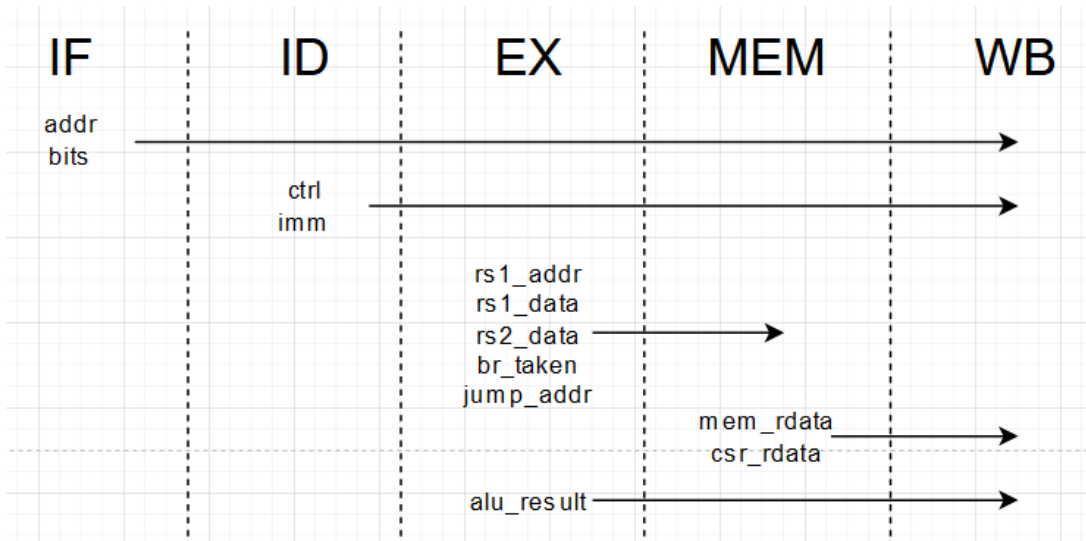 IF ID EX MEM WB
addr
bits
ctrl
imm
rs1_addr
rs1_data
rs2_data
br_taken
jump_addr
mem_rdata
csr_rdata
alu_result